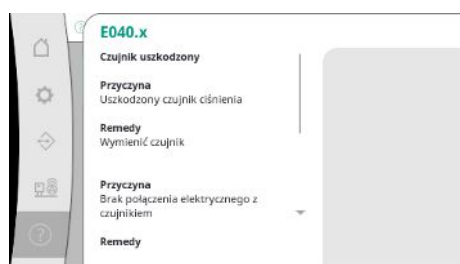 E040.x
Czujnik uszkodzony
Przyczyna
Uszkodzony czujnik ciśnienia
Remedy
Wymienić czujnik
Przyczyna
Brak połączenia elektrycznego z
czujnikiem
Remedy